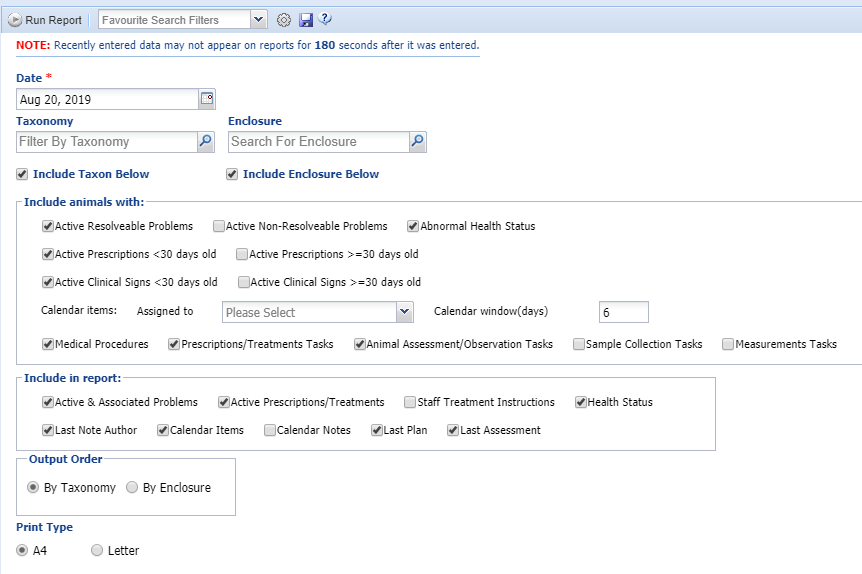 Run Report Favourite Search Filters
NOTE: Recently entered data may not appear on reports for 180 seconds after it was entered.
Date *
Aug 20, 2019
Taxonomy Enclosure
Filter By Taxonomy Search For Enclosure
Include Taxon Below Include Enclosure Below
Include animals with:
Active Resolveable Problems Active Non-Resolveable Problems Abnormal Health Status
Active Prescriptions <30 days old Active Prescriptions >=30 days old
Active Clinical Signs <30 days old Active Clinical Signs >=30 days old
Calendar items: Assigned to Please Select Calendar window(days) 6
Medical Procedures Prescriptions/Treatments Tasks Animal Assessment/Observation Tasks Sample Collection Tasks Measurements Tasks
Include in report:
Active & Associated Problems Active Prescriptions/Treatments Staff Treatment Instructions Health Status
Last Note Author Calendar Items Calendar Notes Last Plan Last Assessment
Output Order
By Taxonomy By Enclosure
Print Type
A4 Letter